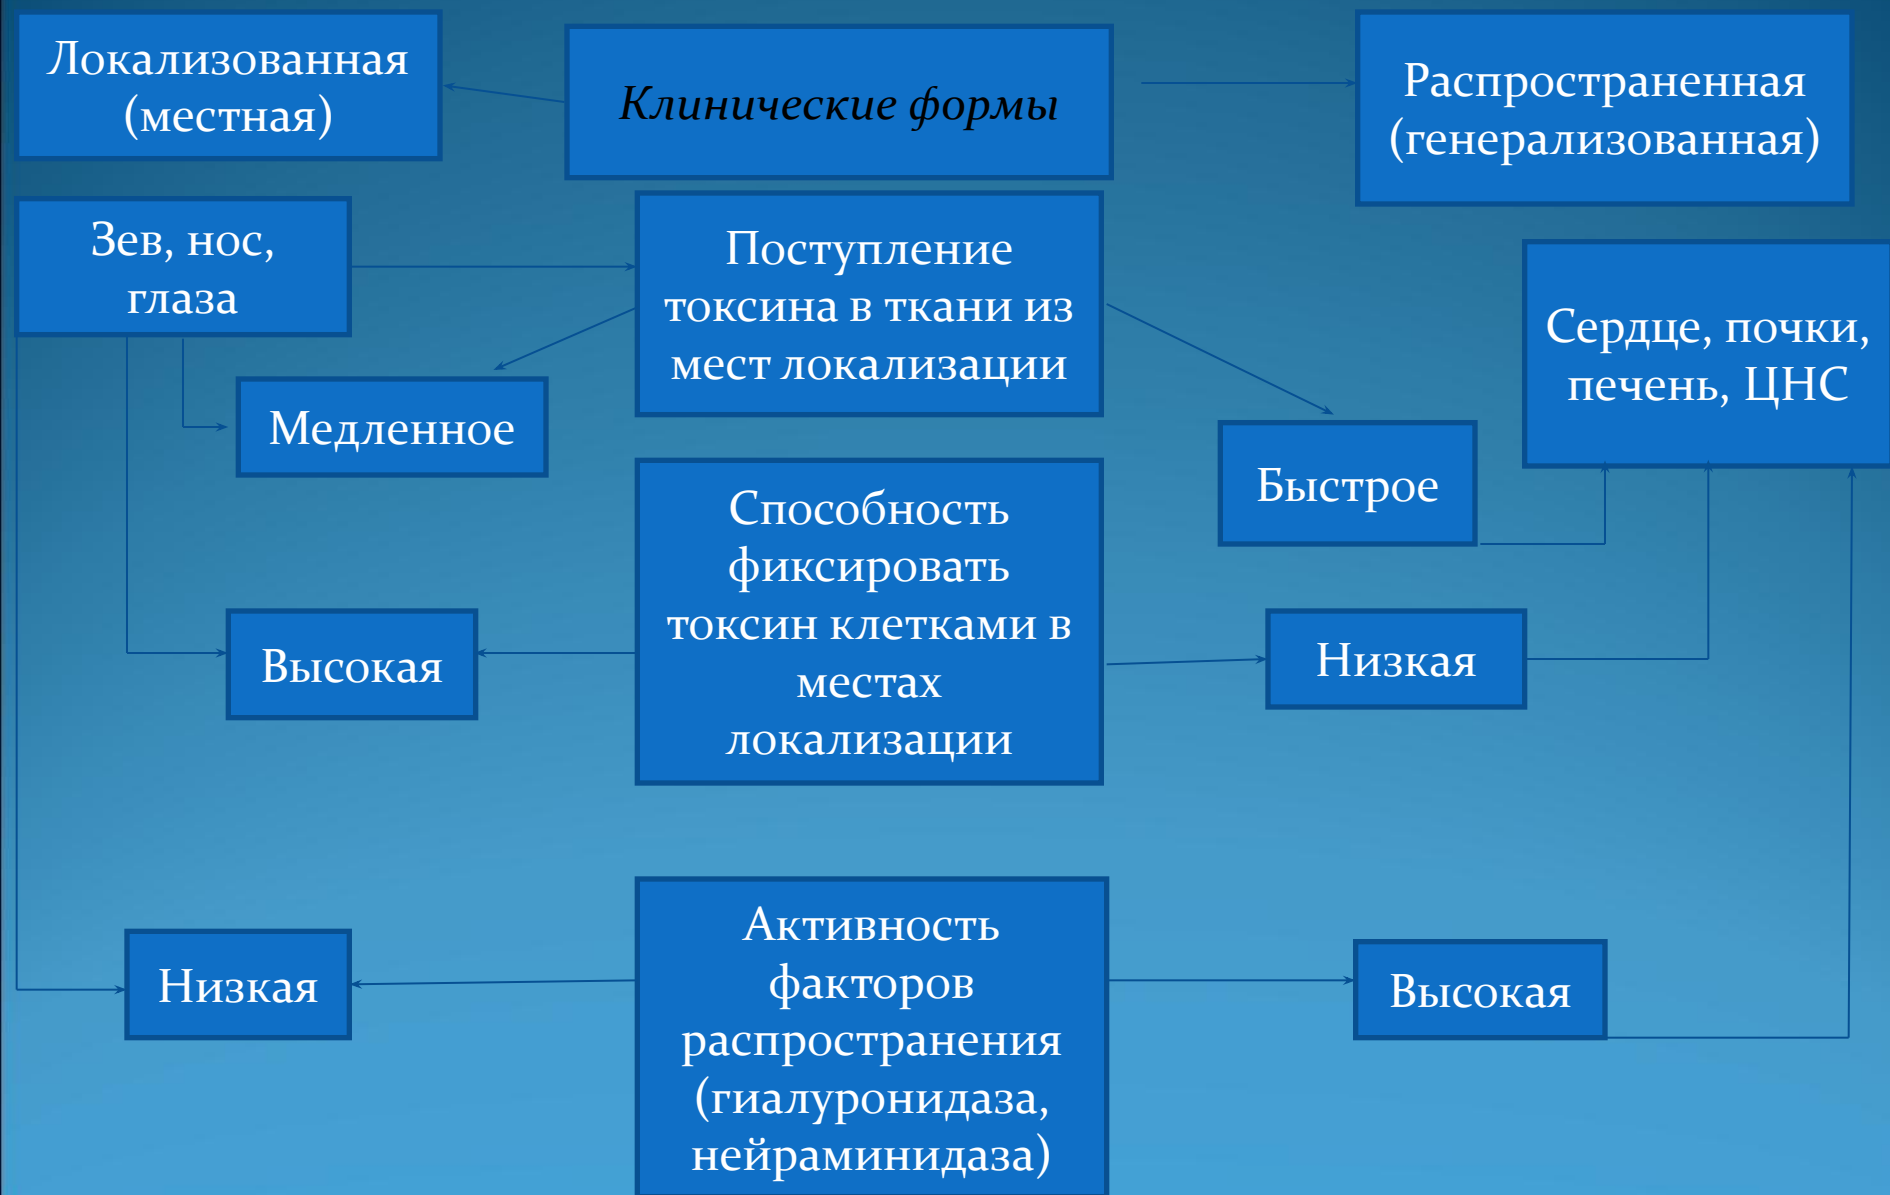 Локализованная
(местная)
Клинические формы
Распространенная
(генерализованная)
Зев, нос,
глаза
Поступление
токсина в ткани из
мест локализации
Сердце, почки,
печень, ЦНС
Медленное
Быстрое
Способность
фиксировать
токсин клетками в
местах
локализации
Высокая
Низкая
Низкая
Активность
факторов
распространения
(гиалуронидаза,
нейраминидаза)
Высокая